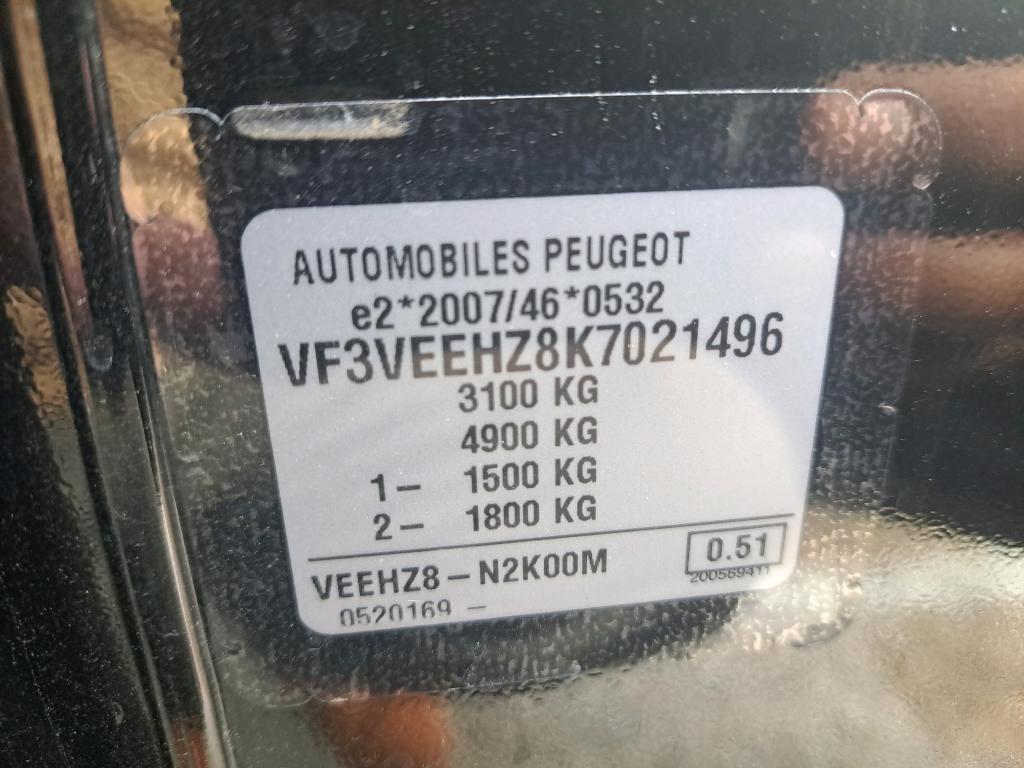 AUTOMOBILES PEUGEOT
e2*2007/46*0532
VF3VEEHZ8K7021496
3100 KG
4900 KG
1- 1500 KG
2- 1800 KG
VEEHZ8-N2K00M
0.51
200569411
0520169 -